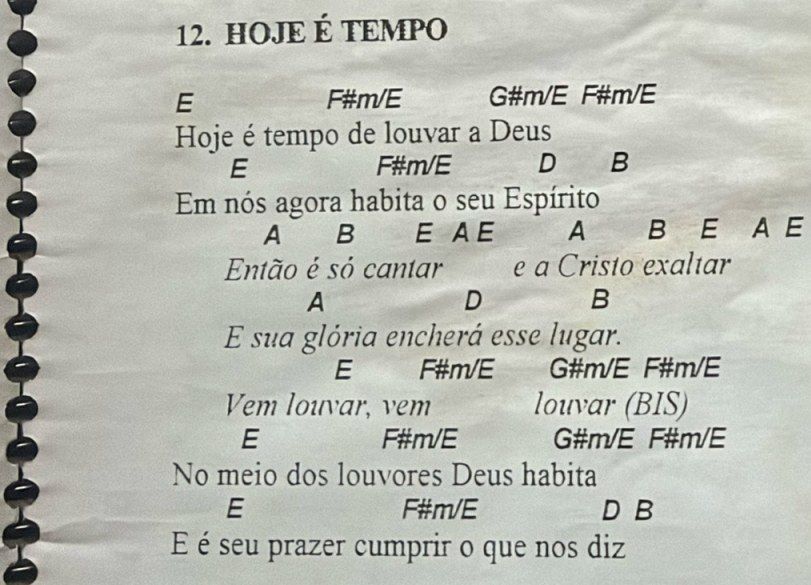 12. HOJE É TEMPO
E F#m/E G#m/E F#m/E
Hoje é tempo de louvar a Deus
E F#m/E D B
Em nós agora habita o seu Espírito
A B E A E A B E A E
Então é só cantar e a Cristo exaltar
A D B
E sua glória encherá esse lugar.
E F#m/E G#m/E F#m/E
Vem louvar, vem louvar (BIS)
E F#m/E G#m/E F#m/E
No meio dos louvores Deus habita
E F#m/E D B
E é seu prazer cumprir o que nos diz